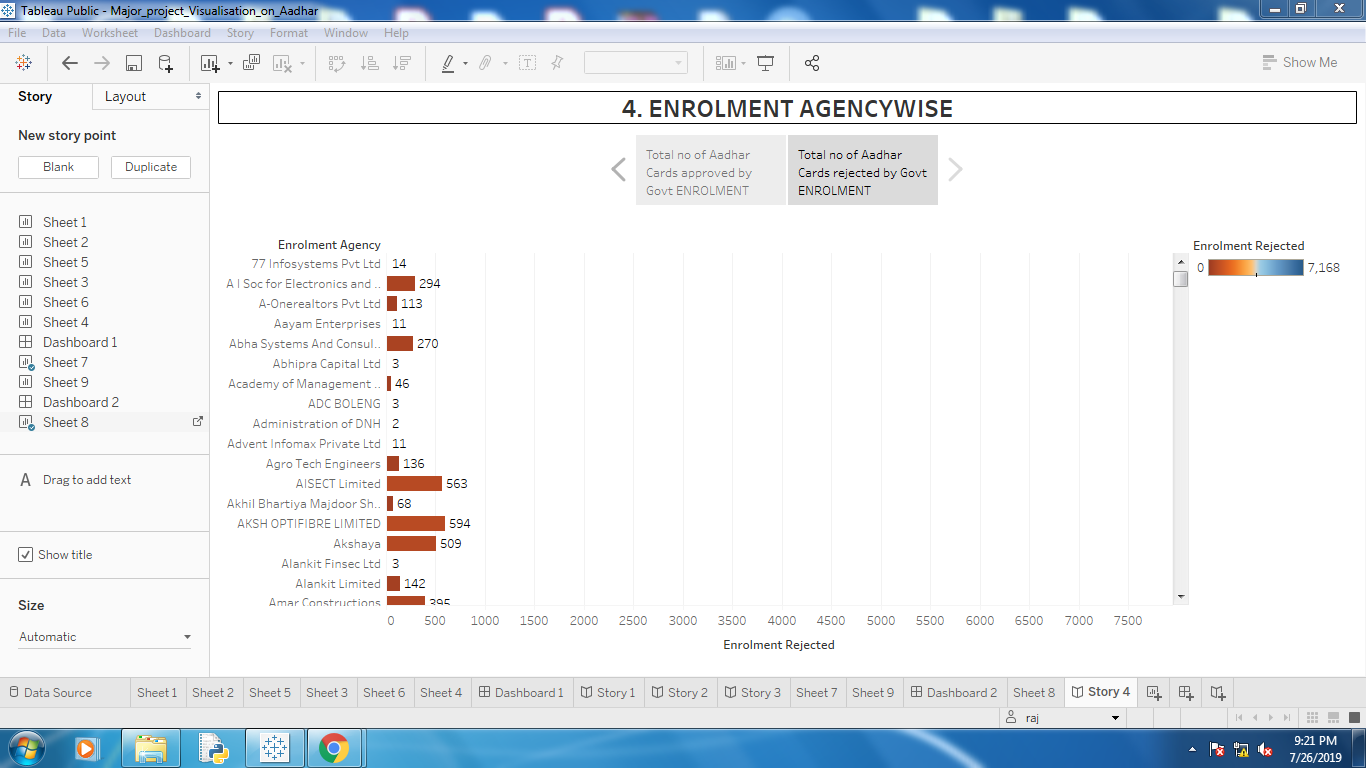 Tableau Public - Major_project_Visualisation_on_Aadhar
File Data Worksheet Dashboard Story Format Window Help
Show Me
Story Layout
New story point
Blank Duplicate
Sheet 1
Sheet 2
Sheet 5
Sheet 3
Sheet 6
Sheet 4
Dashboard 1
Sheet 7
Sheet 9
Dashboard 2
Sheet 8
A Drag to add text
Show title
Size
Automatic
4. ENROLMENT AGENCYWISE
Total no of Aadhar
Cards approved by
Govt ENROLMENT
Total no of Aadhar
Cards rejected by Govt
ENROLMENT
Enrolment Agency
77 Infosystems Pvt Ltd 14
A I Soc for Electronics and .. 294
A-Onerealtors Pvt Ltd 113
Aayam Enterprises 11
Abha Systems And Consul.. 270
Abhipra Capital Ltd 3
Academy of Management .. 46
ADC BOLENG 3
Administration of DNH 2
Advent Infomax Private Ltd 11
Agro Tech Engineers 136
AISECT Limited 563
Akhil Bhartiya Majdoor Sh.. 68
AKSH OPTIFIBRE LIMITED 594
Akshaya 509
Alankit Finsec Ltd 3
Alankit Limited 142
Amar Constructions 395
0 500 1000 1500 2000 2500 3000 3500 4000 4500 5000 5500 6000 6500 7000 7500
Enrolment Rejected
Enrolment Rejected
0 7,168
Data Source Sheet 1 Sheet 2 Sheet 5 Sheet 3 Sheet 6 Sheet 4 Dashboard 1 Story 1 Story 2 Story 3 Sheet 7 Sheet 9 Dashboard 2 Sheet 8 Story 4
raj
9:21 PM
7/26/2019